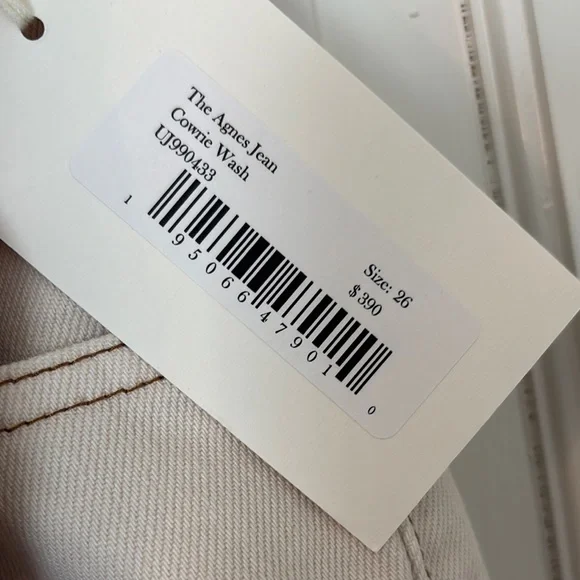 The Agnes Jean
Cowrie Wash
UJ990433
Size: 26
$390
1 95066 47901 0